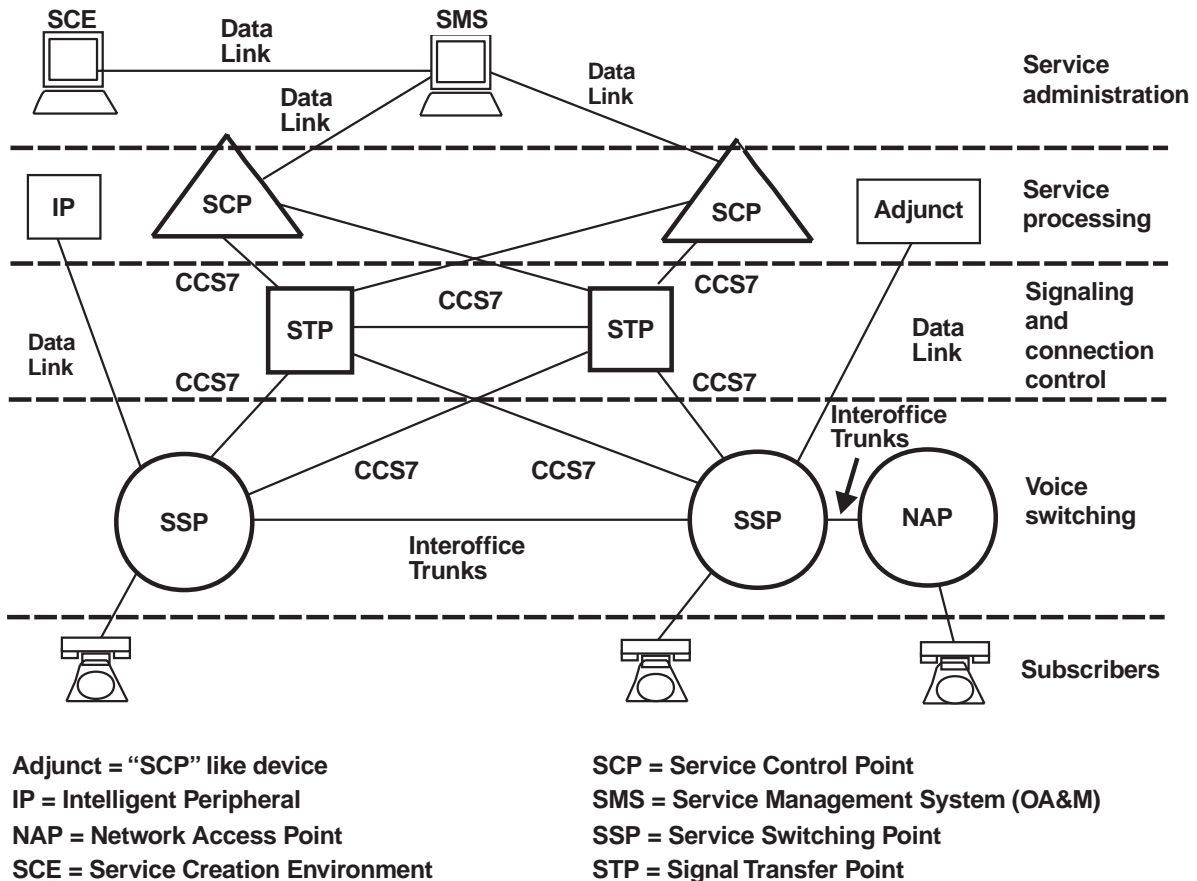 SCE
Data
Link
SMS
Data
Link
Data
Link
Service
administration
IP
SCP
SCP
Adjunct
Service
processing
CCS7
CCS7
CCS7
STP
STP
Signaling
and
connection
control
Data
Link
Data
Link
CCS7
CCS7
Interoffice
Trunks
CCS7
CCS7
SSP
SSP
NAP
Voice
switching
Interoffice
Trunks
Subscribers
Adjunct = “SCP” like device
IP = Intelligent Peripheral
NAP = Network Access Point
SCE = Service Creation Environment
SCP = Service Control Point
SMS = Service Management System (OA&M)
SSP = Service Switching Point
STP = Signal Transfer Point